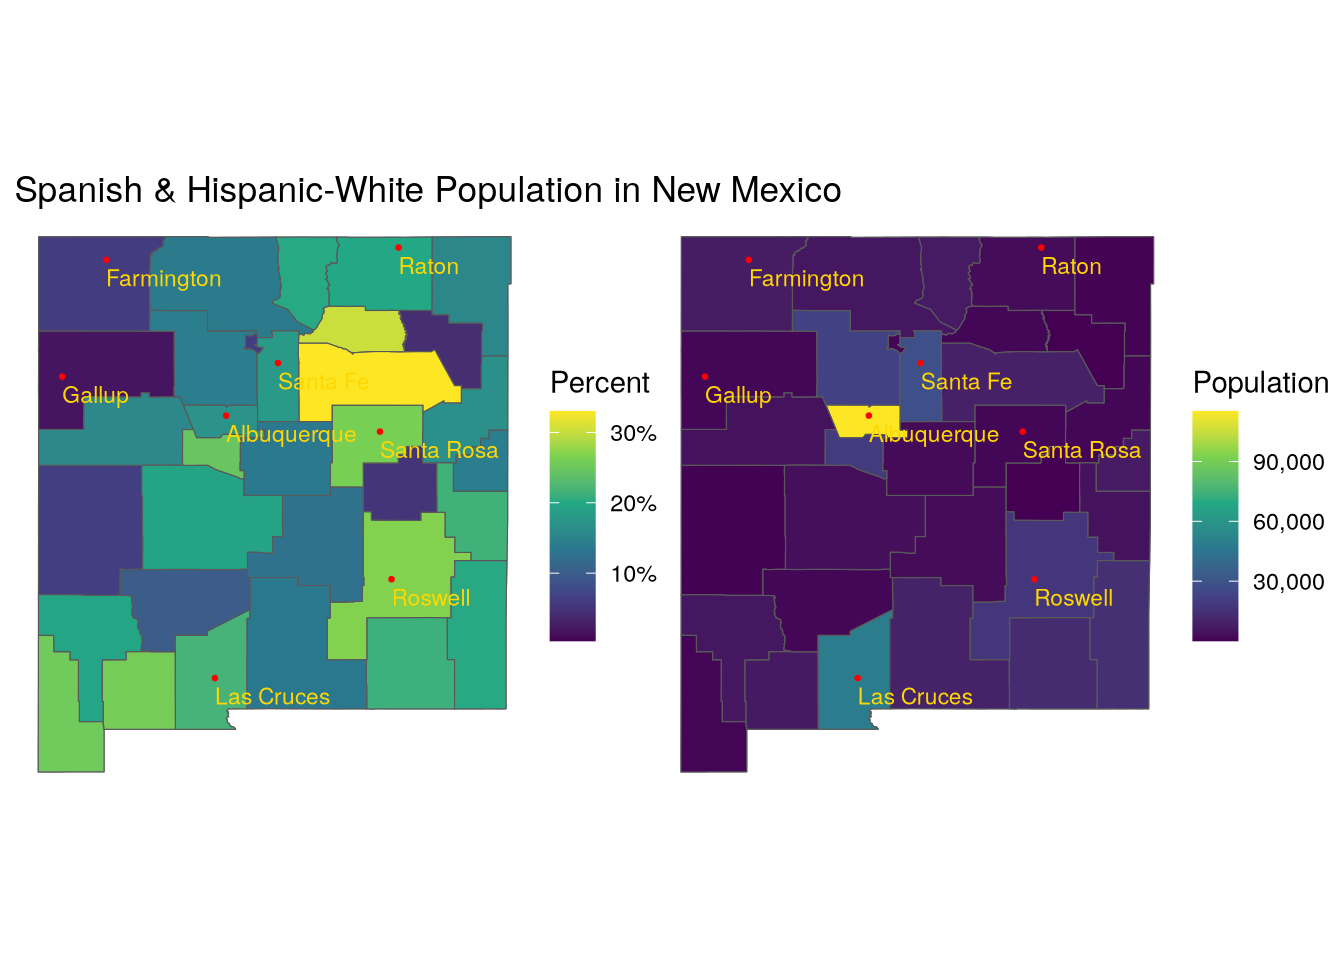 Spanish & Hispanic-White Population in New Mexico
Farmington
Raton
Gallup
Santa Fe
Albuquerque
Santa Rosa
Roswell
Las Cruces
Percent
30%
20%
10%
Farmington
Raton
Gallup
Santa Fe
Albuquerque
Santa Rosa
Roswell
Las Cruces
Population
90,000
60,000
30,000